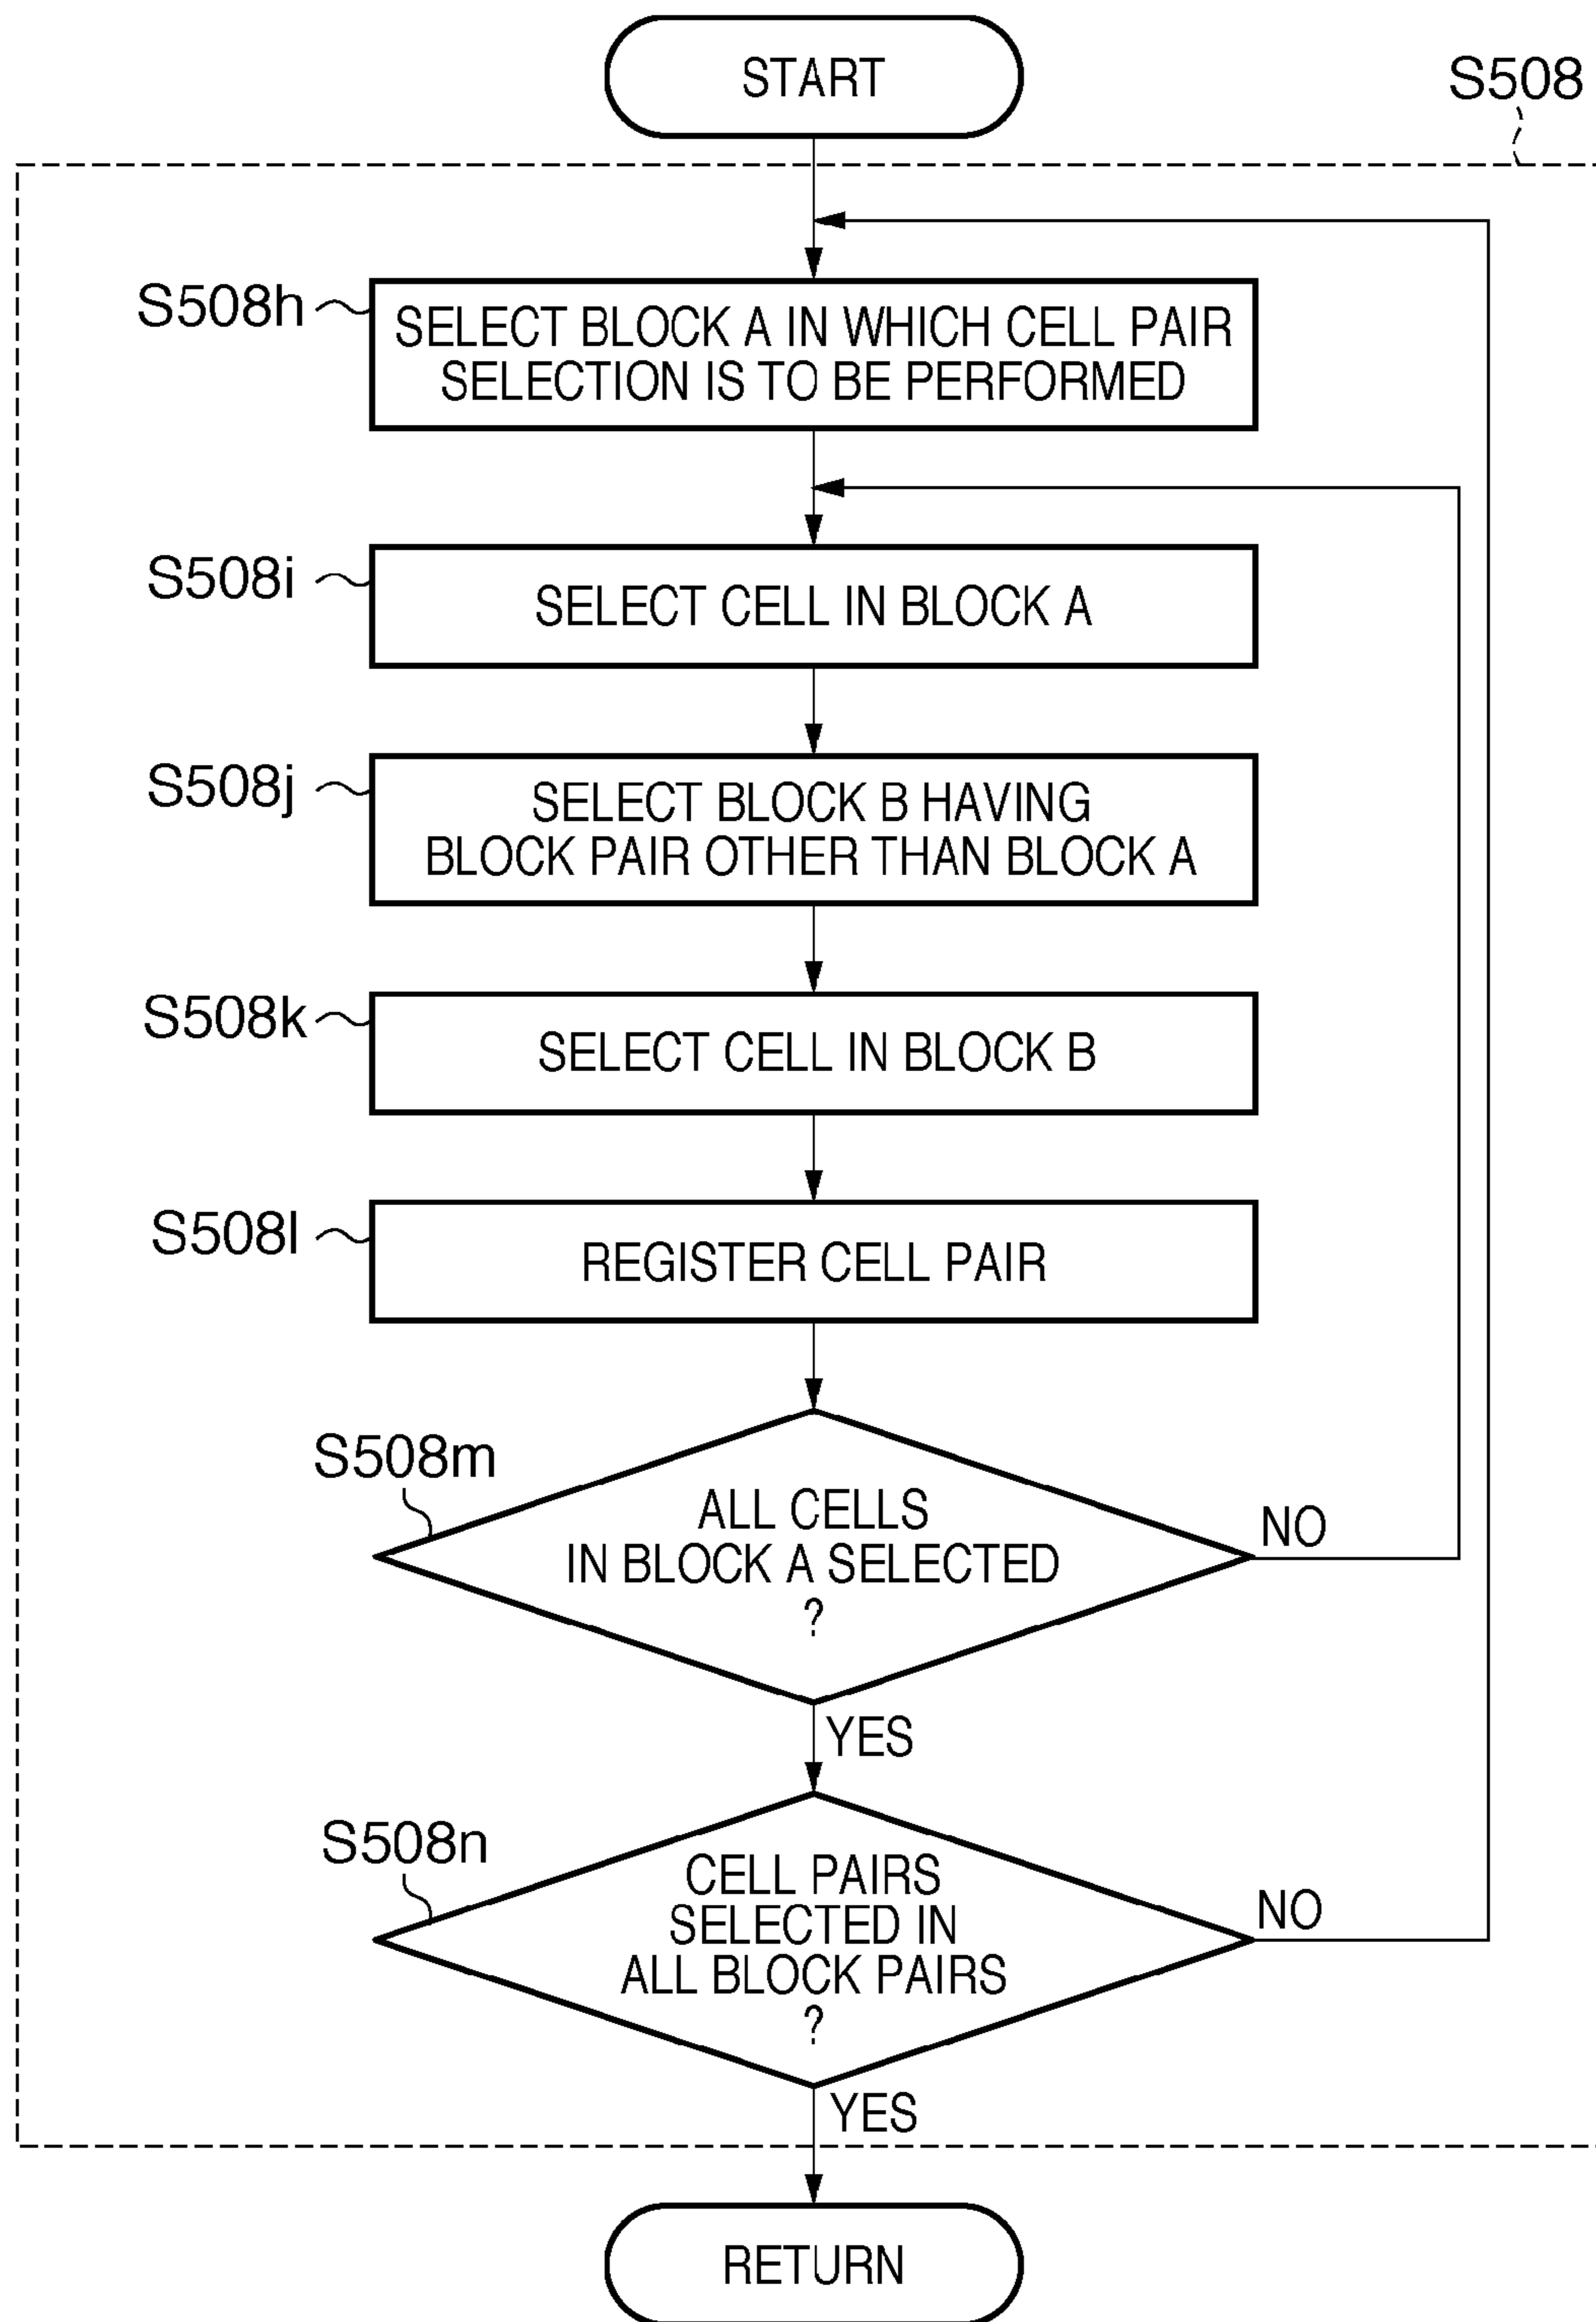 START
S508
S508h
SELECT BLOCK A IN WHICH CELL PAIR
SELECTION IS TO BE PERFORMED
S508i
SELECT CELL IN BLOCK A
S508j
SELECT BLOCK B HAVING
BLOCK PAIR OTHER THAN BLOCK A
S508k
SELECT CELL IN BLOCK B
S508l
REGISTER CELL PAIR
S508m
ALL CELLS
IN BLOCK A SELECTED
?
NO
YES
S508n
CELL PAIRS
SELECTED IN
ALL BLOCK PAIRS
?
NO
YES
RETURN